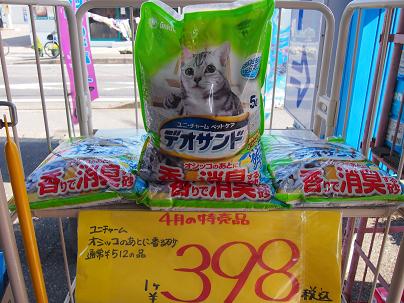 ユニ・チャーム ペットケア
デオサンド
オシッコのあとに
香りで消臭する砂
香りで消臭する砂
香りで消臭する砂
4月の特売品
ユニチャーム
オシッコのあとに香る砂
通常¥512の品
1ヶ
¥398
税込